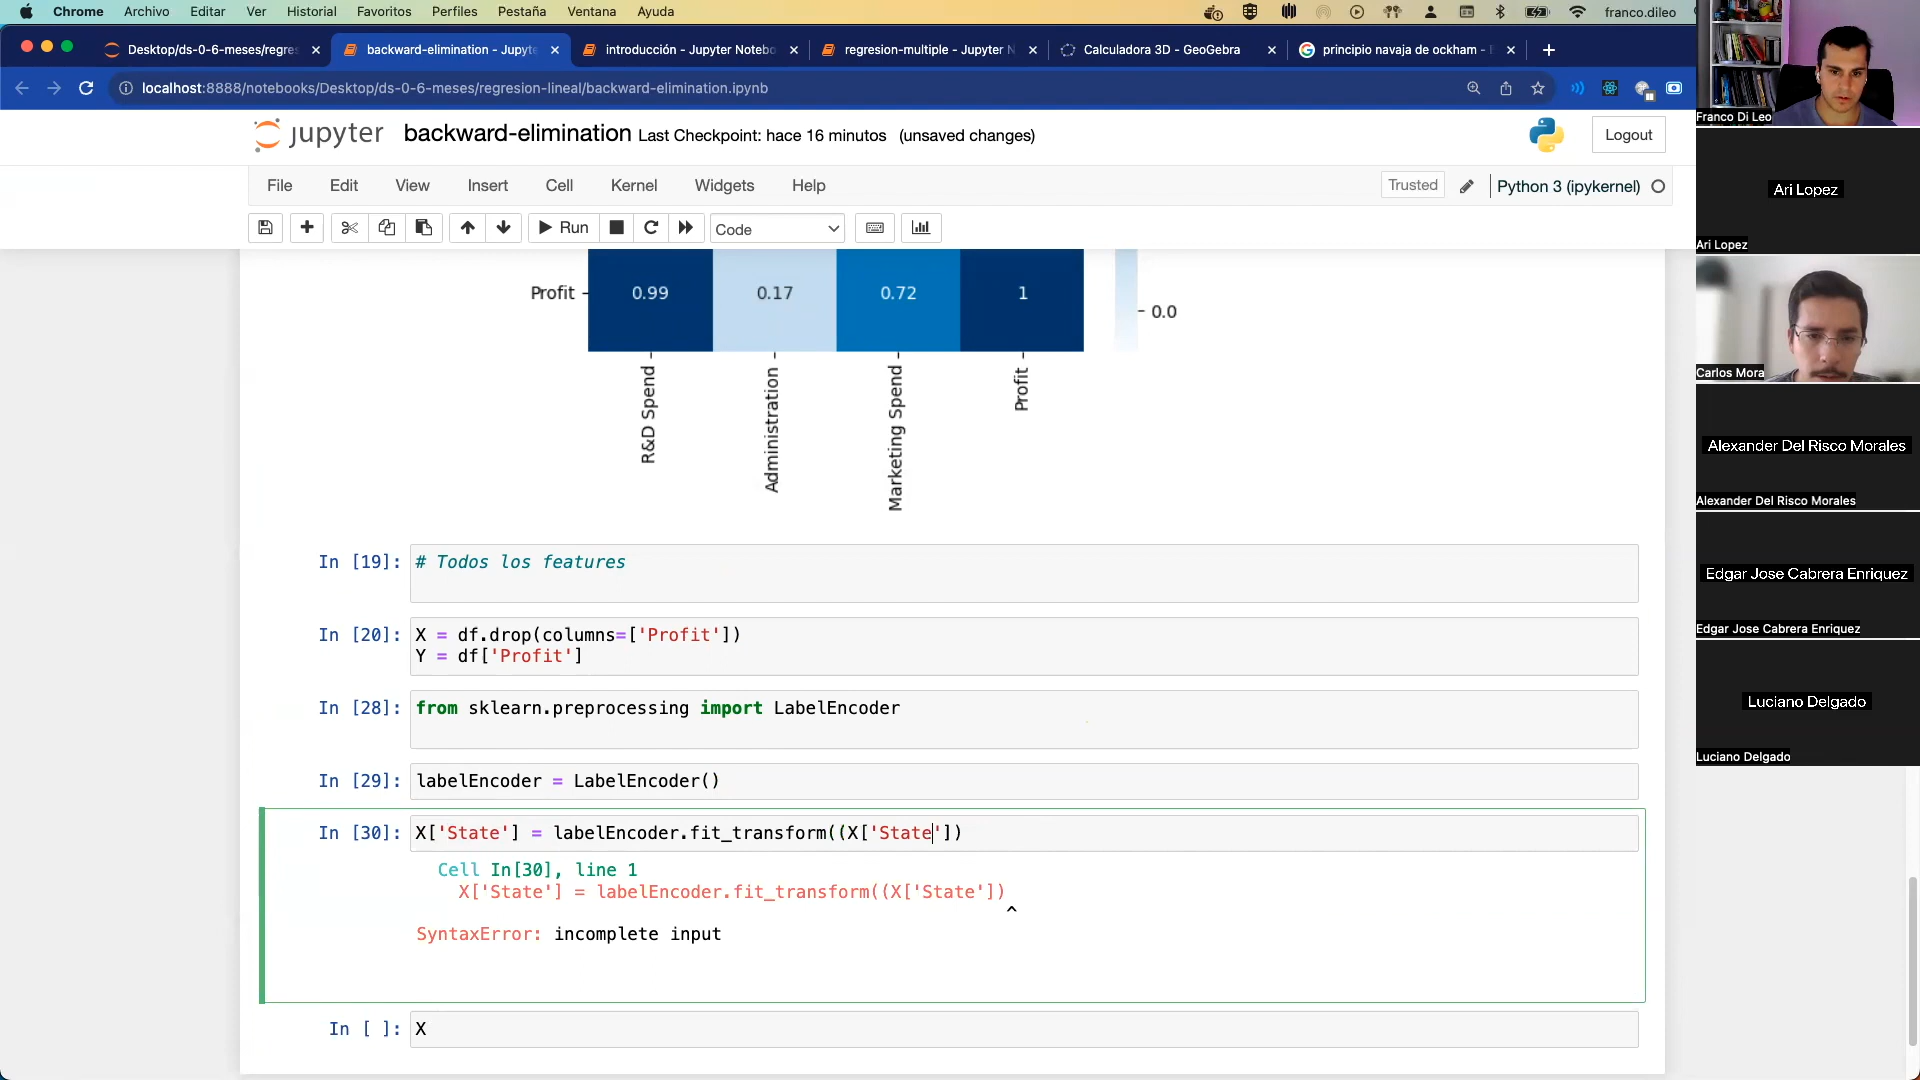 Chrome Archivo Editar Ver Historial Favoritos Perfiles Pestaña Ventana Ayuda franco.dileo
Desktop/ds-0-6-meses/regres
backward-elimination - Jupyte
introducción - Jupyter Notebo
regresion-multiple - Jupyter N
Calculadora 3D - GeoGebra
principio navaja de ockham -
localhost:8888/notebooks/Desktop/ds-0-6-meses/regresion-lineal/backward-elimination.ipynb
jupyter backward-elimination Last Checkpoint: hace 16 minutos (unsaved changes)
Logout
File Edit View Insert Cell Kernel Widgets Help
Trusted Python 3 (ipykernel)
Run Code
Profit 0.99 0.17 0.72 1
0.0
R&D Spend
Administration
Marketing Spend
Profit
In [19]: # Todos los features
In [20]: X = df.drop(columns=['Profit'])
Y = df['Profit']
In [28]: from sklearn.preprocessing import LabelEncoder
In [29]: labelEncoder = LabelEncoder()
In [30]: X['State'] = labelEncoder.fit_transform((X['State'])
Cell In[30], line 1
X['State'] = labelEncoder.fit_transform((X['State'])
^
SyntaxError: incomplete input
In [ ]: X
Franco Di Leo
Ari Lopez
Ari Lopez
Carlos Mora
Alexander Del Risco Morales
Alexander Del Risco Morales
Edgar Jose Cabrera Enriquez
Edgar Jose Cabrera Enriquez
Luciano Delgado
Luciano Delgado